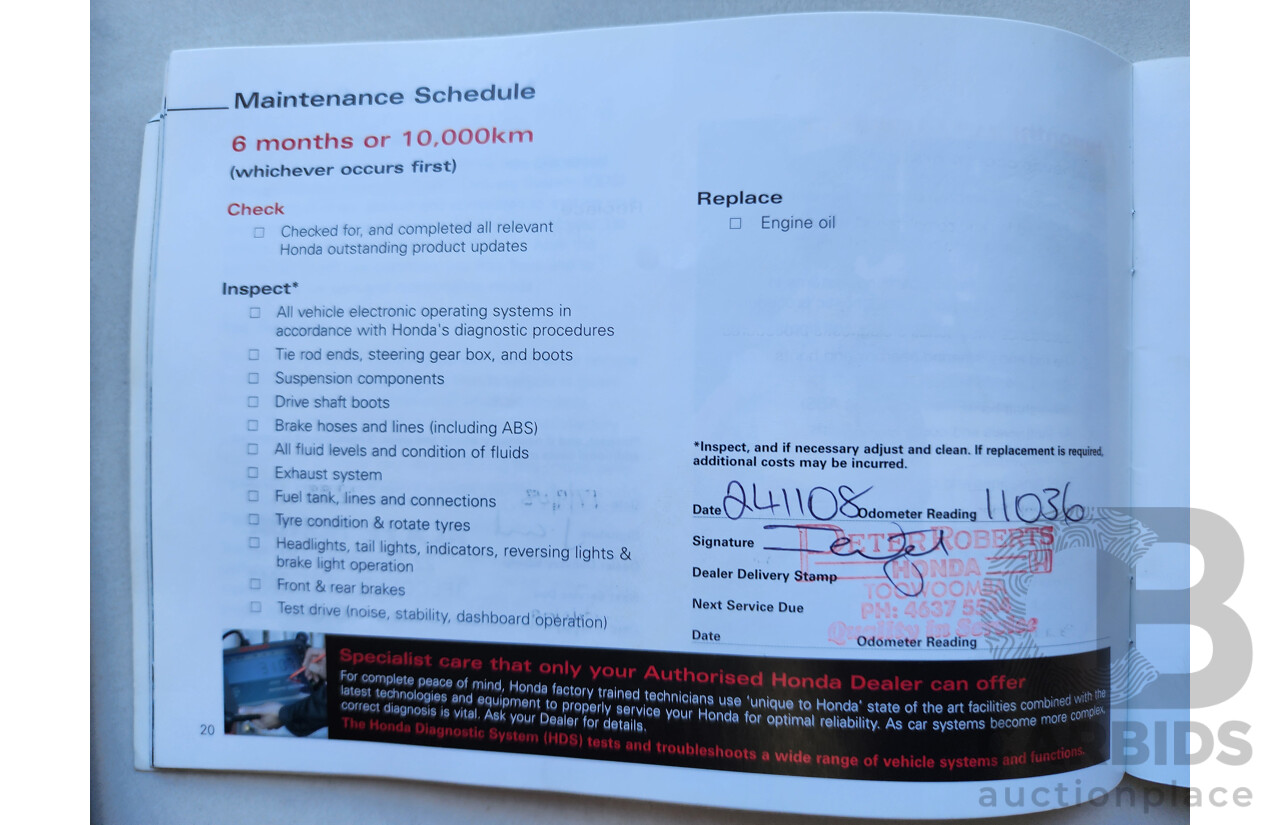 Maintenance Schedule
6 months or 10,000km
(whichever occurs first)
Check
Checked for, and completed all relevant
Honda outstanding product updates
Inspect*
All vehicle electronic operating systems in
accordance with Honda's diagnostic procedures
Tie rod ends, steering gear box, and boots
Suspension components
Drive shaft boots
Brake hoses and lines (including ABS)
All fluid levels and condition of fluids
Exhaust system
Fuel tank, lines and connections
Tyre condition & rotate tyres
Headlights, tail lights, indicators, reversing lights &
brake light operation
Front & rear brakes
Test drive (noise, stability, dashboard operation)
Replace
Engine oil
*Inspect, and if necessary adjust and clean. If replacement is required,
additional costs may be incurred.
Date 241108 Odometer Reading 11036
Signature
Dealer Delivery Stamp
PETER ROBERTS
HONDA
TOOWOOMBA
PH: 4637
Quality in Service
Next Service Due
Date Odometer Reading
Specialist care that only your Authorised Honda Dealer can offer
For complete peace of mind, Honda factory trained technicians use 'unique to Honda' state of the art facilities combined with the
latest technologies and equipment to properly service your Honda for optimal reliability. As car systems become more complex,
correct diagnosis is vital. Ask your Dealer for details.
The Honda Diagnostic System (HDS) tests and troubleshoots a wide range of vehicle systems and functions.
20
BIDS
auctionplace